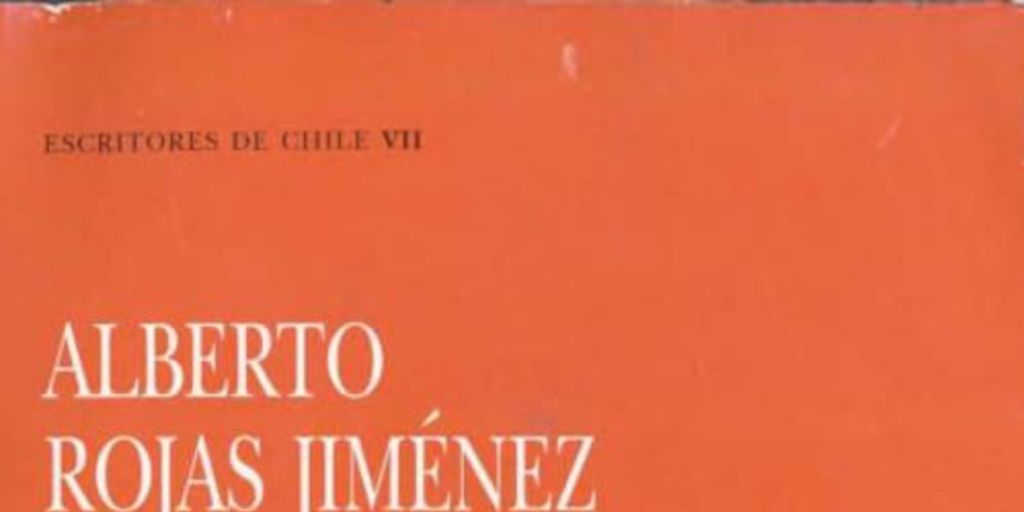 ESCRITORES DE CHILE VII
ALBERTO
ROJAS JIMÉNEZ